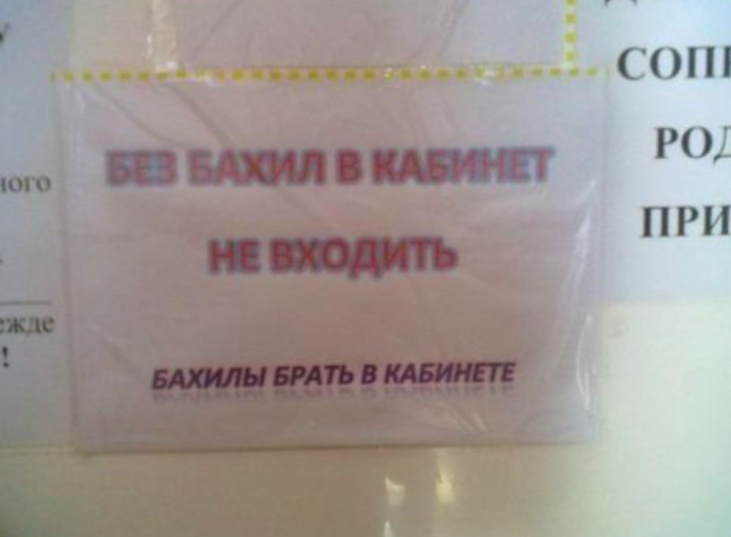 БЕЗ БАХИЛ В КАБИНЕТ
НЕ ВХОДИТЬ
БАХИЛЫ БРАТЬ В КАБИНЕТЕ